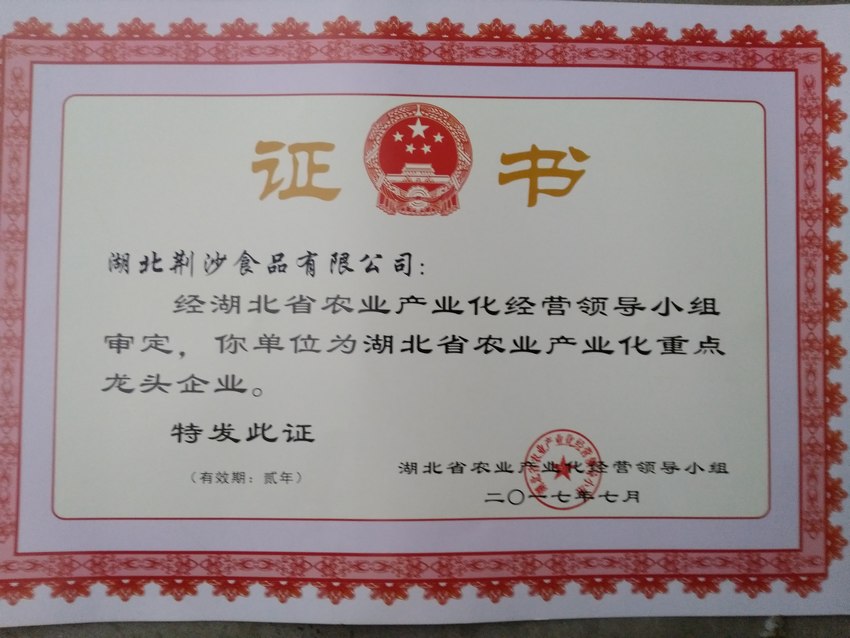 证书
湖北荆沙食品有限公司：
经湖北省农业产业化经营领导小组
审定，你单位为湖北省农业产业化重点
龙头企业。
特发此证
（有效期：贰年）
湖北省农业产业化经营领导小组
二〇一七年七月